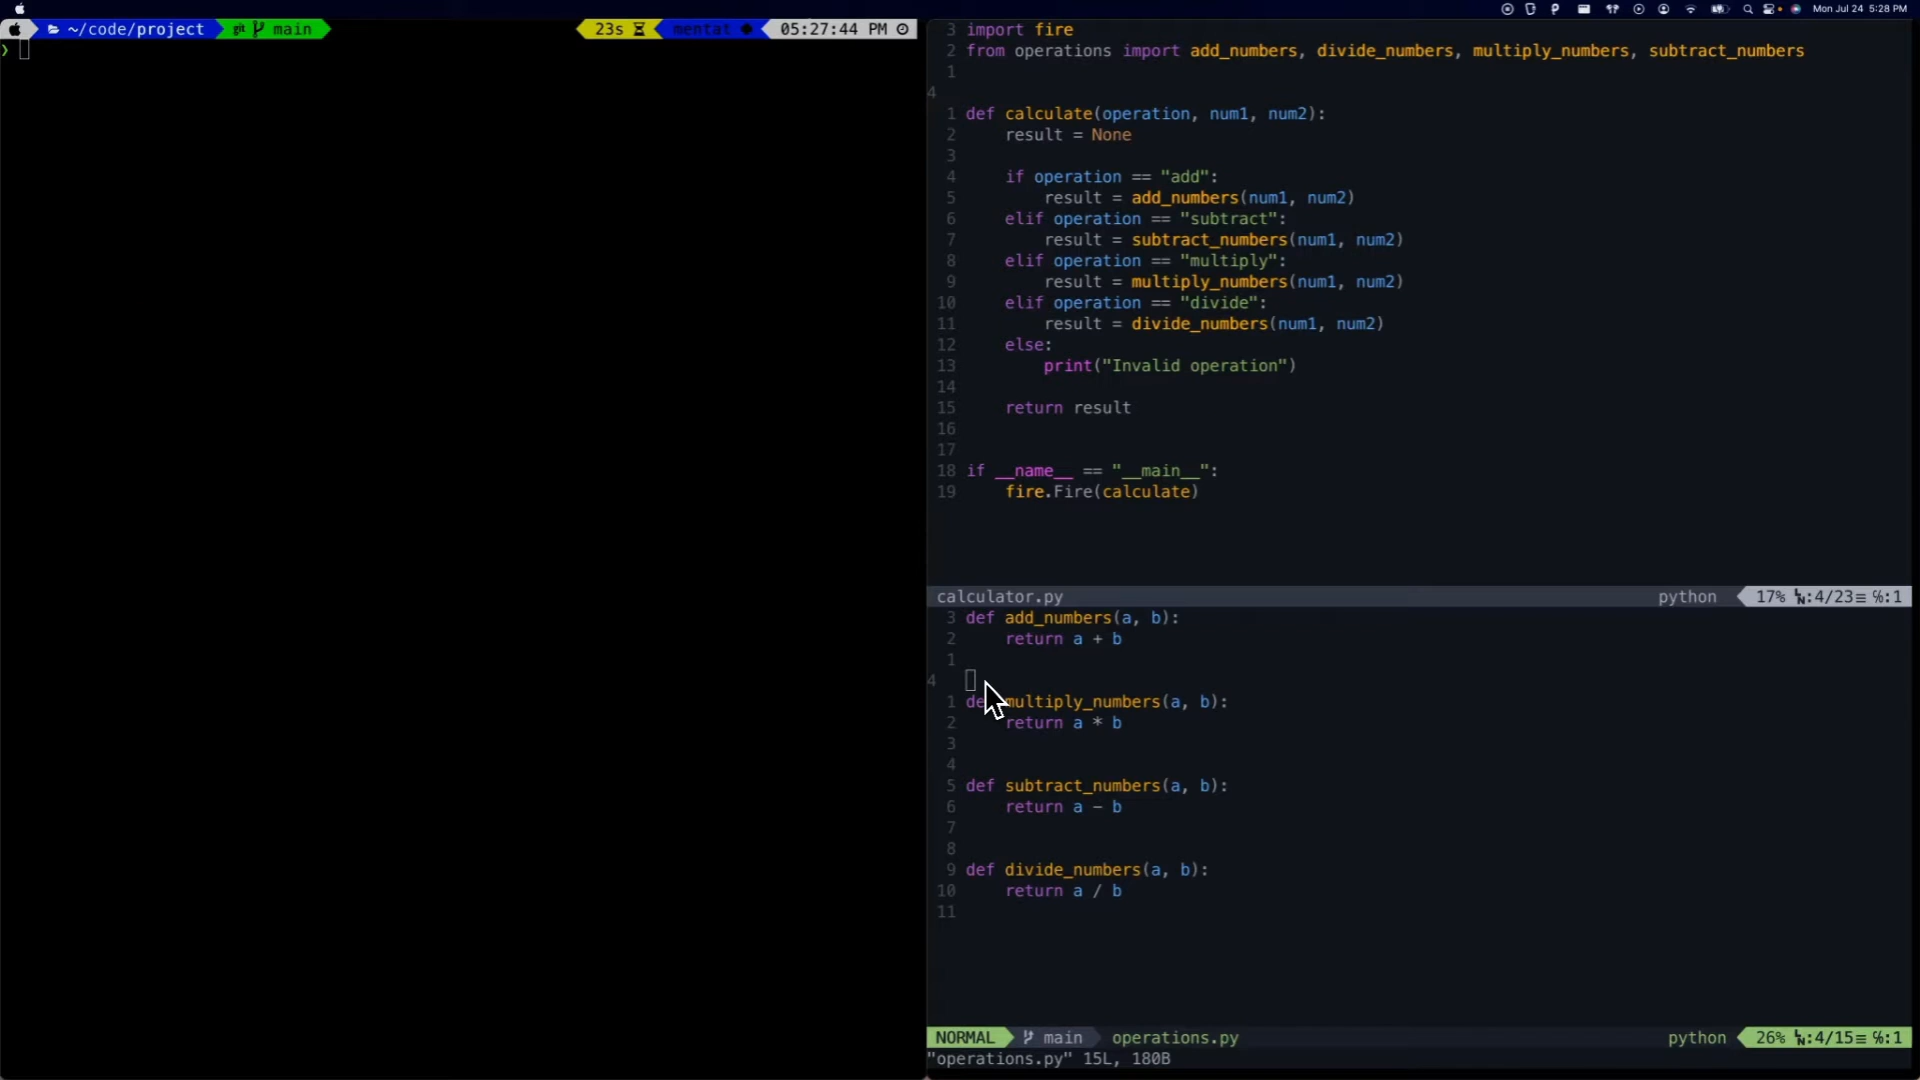 Mon Jul 24 5:28 PM
~/code/project git main
23s mentat 05:27:44 PM
❯
3 import fire
2 from operations import add_numbers, divide_numbers, multiply_numbers, subtract_numbers
1
4
1 def calculate(operation, num1, num2):
2     result = None
3
4     if operation == "add":
5         result = add_numbers(num1, num2)
6     elif operation == "subtract":
7         result = subtract_numbers(num1, num2)
8     elif operation == "multiply":
9         result = multiply_numbers(num1, num2)
10     elif operation == "divide":
11         result = divide_numbers(num1, num2)
12     else:
13         print("Invalid operation")
14
15     return result
16
17
18 if __name__ == "__main__":
19     fire.Fire(calculate)
calculator.py python 17% ㏑:4/23≡ ℅:1
3 def add_numbers(a, b):
2     return a + b
1
4
1 def multiply_numbers(a, b):
2     return a * b
3
4
5 def subtract_numbers(a, b):
6     return a - b
7
8
9 def divide_numbers(a, b):
10     return a / b
11
NORMAL main operations.py python 26% ㏑:4/15≡ ℅:1
"operations.py" 15L, 180B